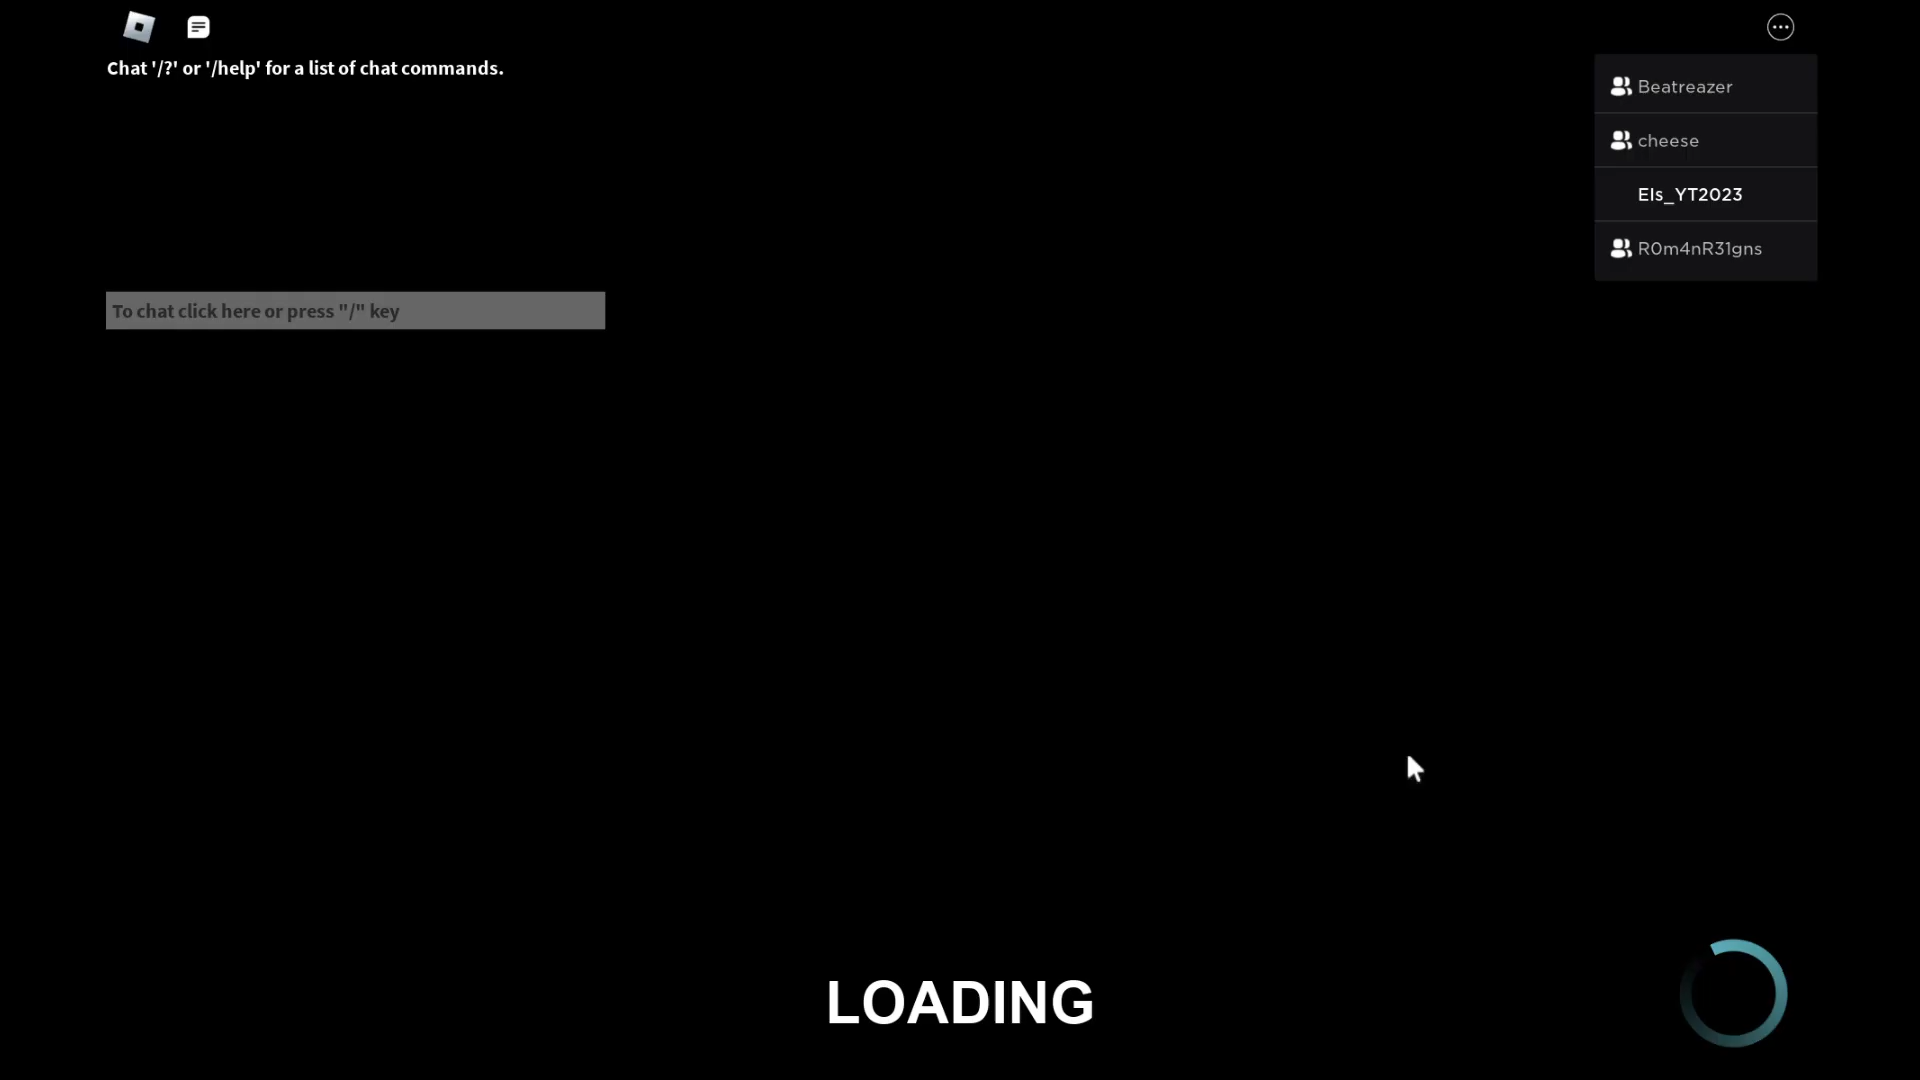 Chat '/?' or '/help' for a list of chat commands.
Beatreazer
cheese
Els_YT2023
R0m4nR31gns
To chat click here or press "/" key
LOADING